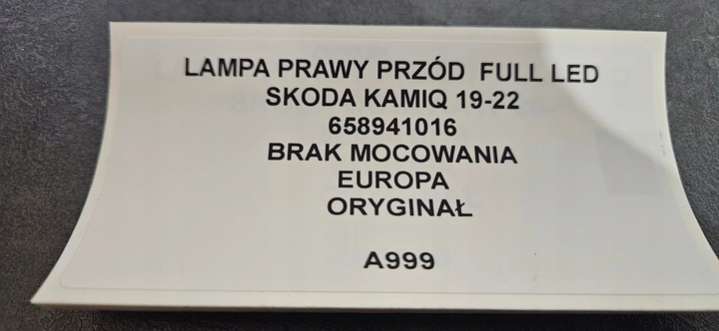 LAMPA PRAWY PRZÓD FULL LED
SKODA KAMIQ 19-22
658941016
BRAK MOCOWANIA
EUROPA
ORYGINAŁ
A999